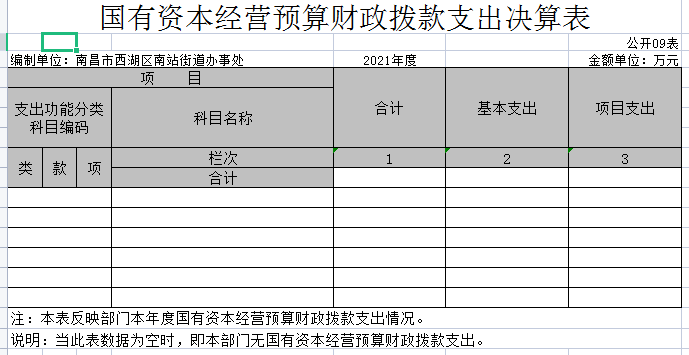 国有资本经营预算财政拨款支出决算表
公开09表
编制单位：南昌市西湖区南站街道办事处 2021年度 金额单位：万元
项 目
合计 基本支出 项目支出
支出功能分类
科目编码
科目名称
类 款 项
栏次 1 2 3
合计
注：本表反映部门本年度国有资本经营预算财政拨款支出情况。
说明：当此表数据为空时，即本部门无国有资本经营预算财政拨款支出。